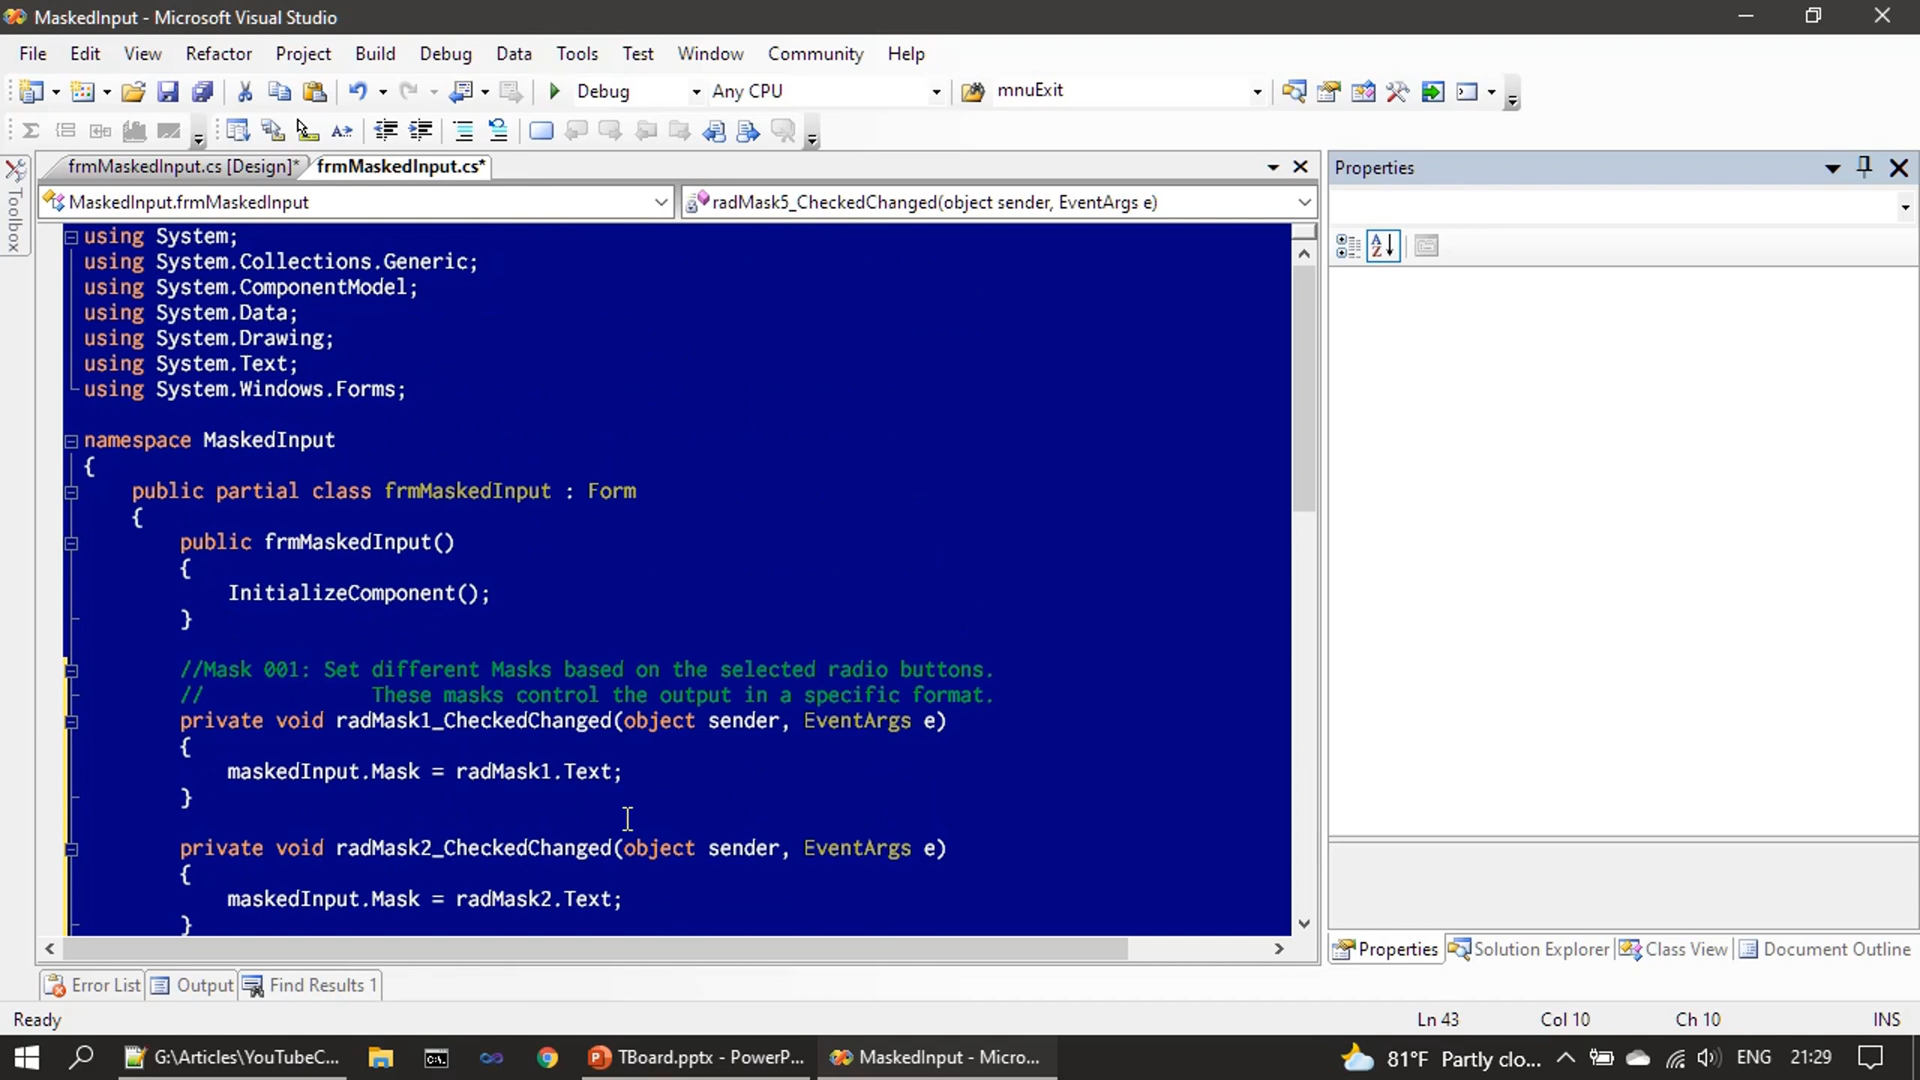 MaskedInput - Microsoft Visual Studio
File Edit View Refactor Project Build Debug Data Tools Test Window Community Help
Debug Any CPU mnuExit
frmMaskedInput.cs [Design]* frmMaskedInput.cs*
MaskedInput.frmMaskedInput radMask5_CheckedChanged(object sender, EventArgs e)
Toolbox
using System;
using System.Collections.Generic;
using System.ComponentModel;
using System.Data;
using System.Drawing;
using System.Text;
using System.Windows.Forms;
namespace MaskedInput
{
public partial class frmMaskedInput : Form
{
public frmMaskedInput()
{
InitializeComponent();
}
//Mask 001: Set different Masks based on the selected radio buttons.
// These masks control the output in a specific format.
private void radMask1_CheckedChanged(object sender, EventArgs e)
{
maskedInput.Mask = radMask1.Text;
}
private void radMask2_CheckedChanged(object sender, EventArgs e)
{
maskedInput.Mask = radMask2.Text;
}
Properties
Properties Solution Explorer Class View Document Outline
Error List Output Find Results 1
Ready Ln 43 Col 10 Ch 10 INS
G:\Articles\YouTubeC... TBoard.pptx - PowerP... MaskedInput - Micro... 81°F Partly clo... ENG 21:29